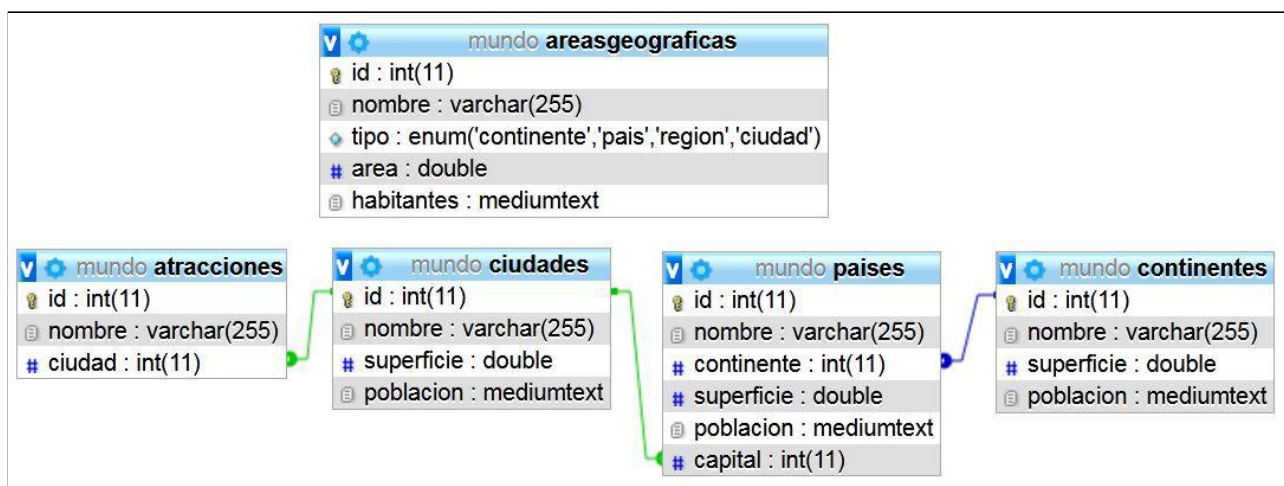 mundo areasgeograficas
id : int(11)
nombre : varchar(255)
tipo : enum('continente','pais','region','ciudad')
# area : double
habitantes : mediumtext
mundo atracciones
id : int(11)
nombre : varchar(255)
# ciudad : int(11)
mundo ciudades
id : int(11)
nombre : varchar(255)
# superficie : double
poblacion : mediumtext
mundo paises
id : int(11)
nombre : varchar(255)
# continente : int(11)
# superficie : double
poblacion : mediumtext
# capital : int(11)
mundo continentes
id : int(11)
nombre : varchar(255)
# superficie : double
poblacion : mediumtext